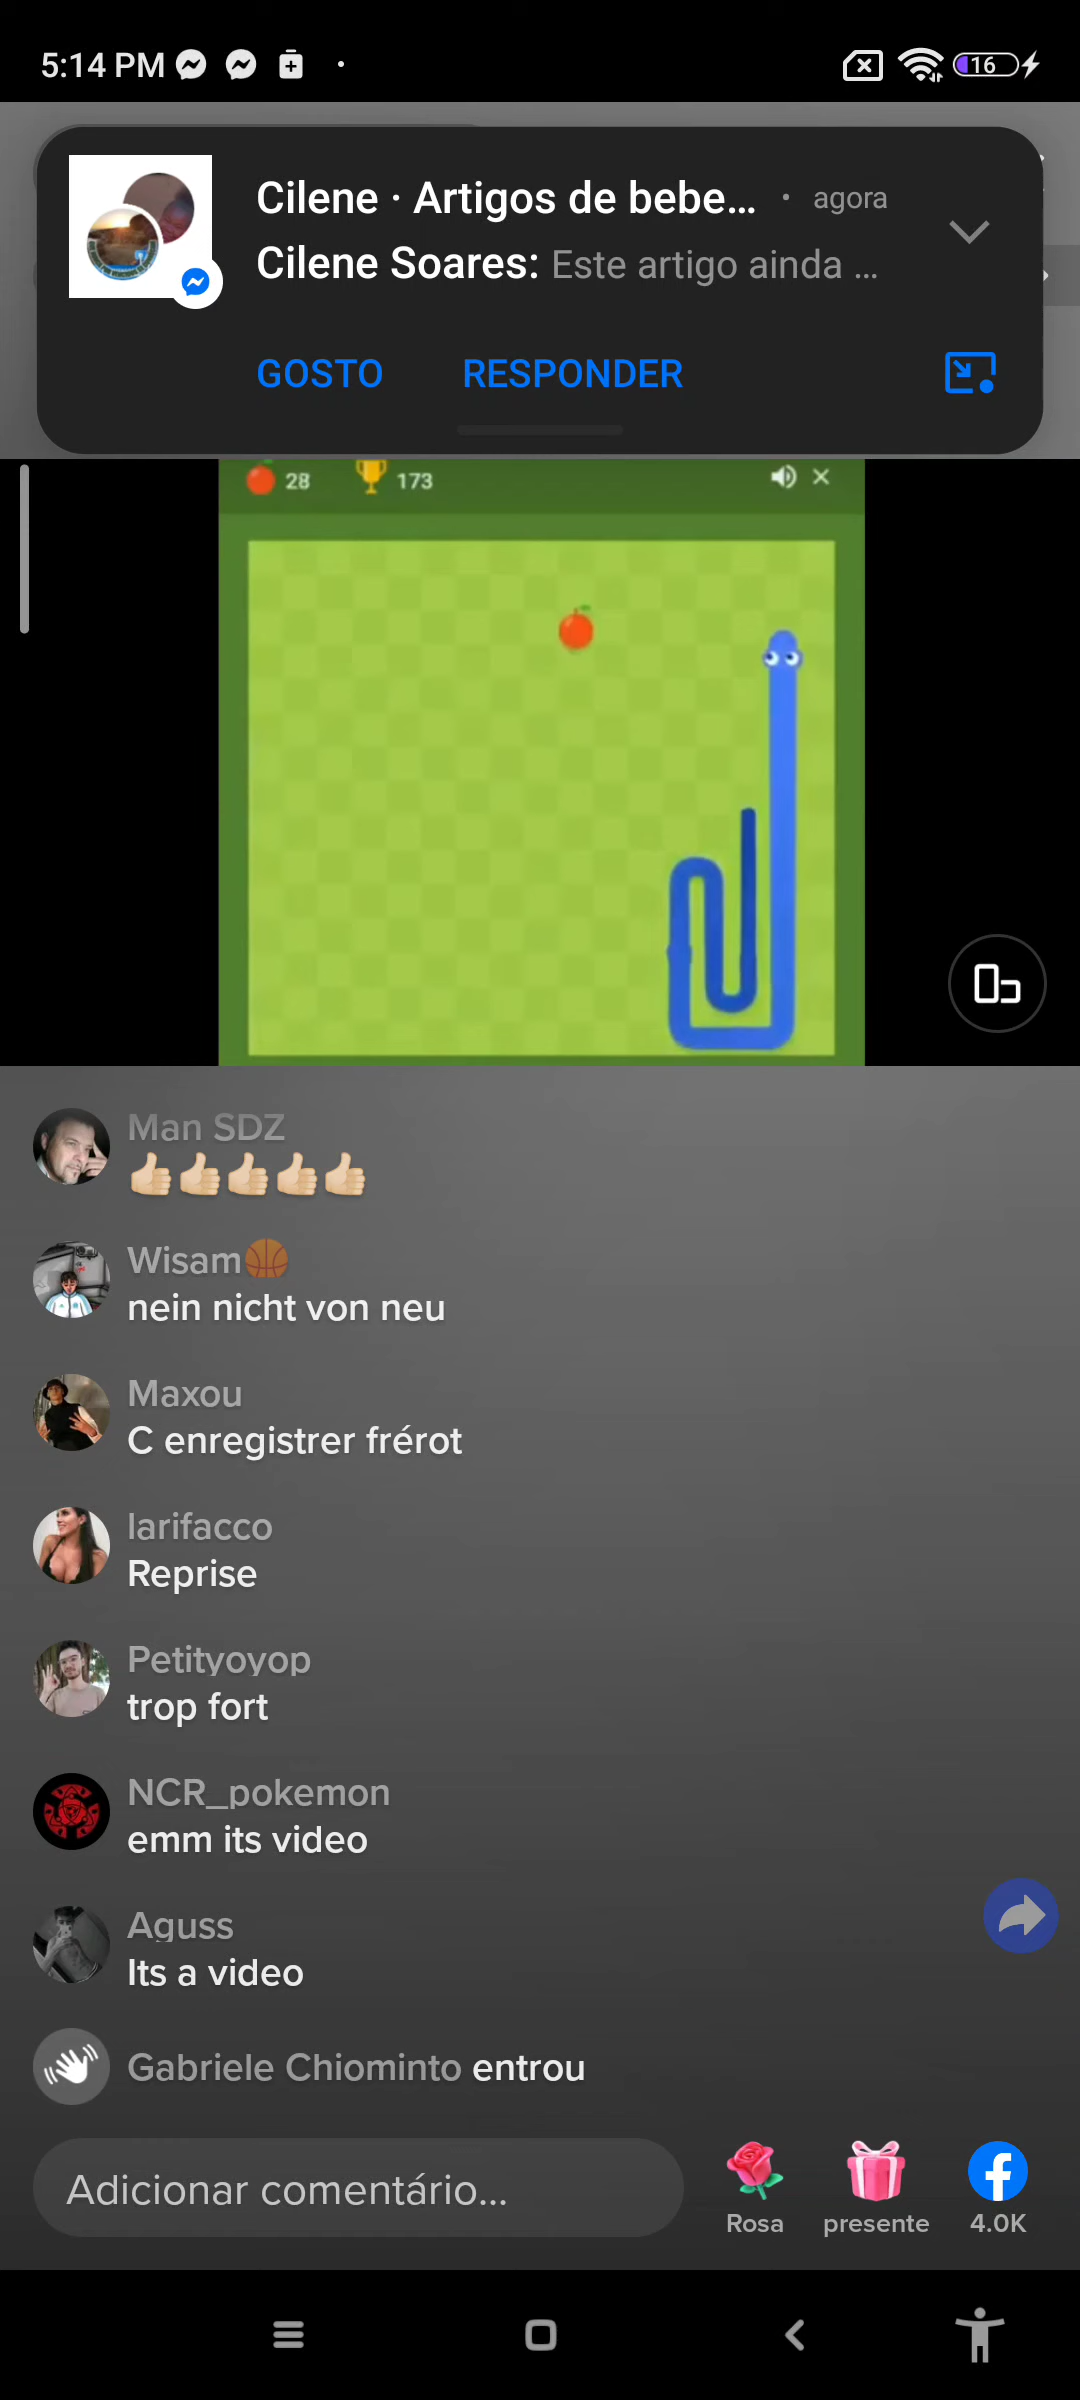 5:14 PM
16
Cilene · Artigos de bebe... · agora
Cilene Soares: Este artigo ainda ...
GOSTO
RESPONDER
28
173
Man SDZ
👍🏻👍🏻👍🏻👍🏻👍🏻
Wisam🏀
nein nicht von neu
Maxou
C enregistrer frérot
larifacco
Reprise
Petityoyop
trop fort
NCR_pokemon
emm its video
Aguss
Its a video
Gabriele Chiominto entrou
Adicionar comentário...
Rosa
presente
4.0K